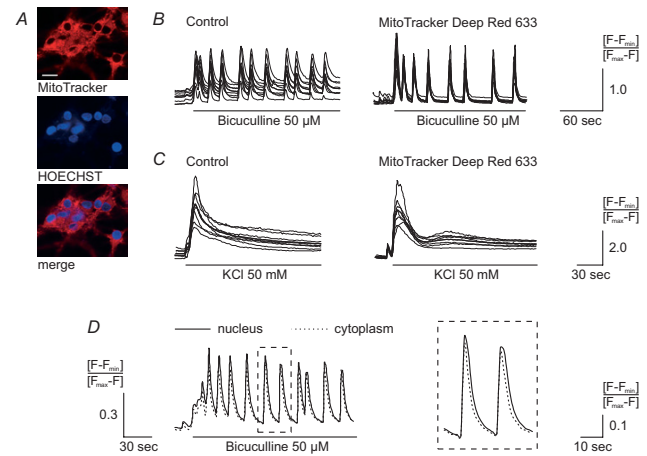 A
MitoTracker
HOECHST
merge
B
Control
MitoTracker Deep Red 633
Bicuculline 50 µM
Bicuculline 50 µM
[F-Fmin]
[Fmax-F]
1.0
60 sec
C
Control
MitoTracker Deep Red 633
KCl 50 mM
KCl 50 mM
[F-Fmin]
[Fmax-F]
2.0
30 sec
D
nucleus
cytoplasm
[F-Fmin]
[Fmax-F]
0.3
30 sec
Bicuculline 50 µM
[F-Fmin]
[Fmax-F]
0.1
10 sec